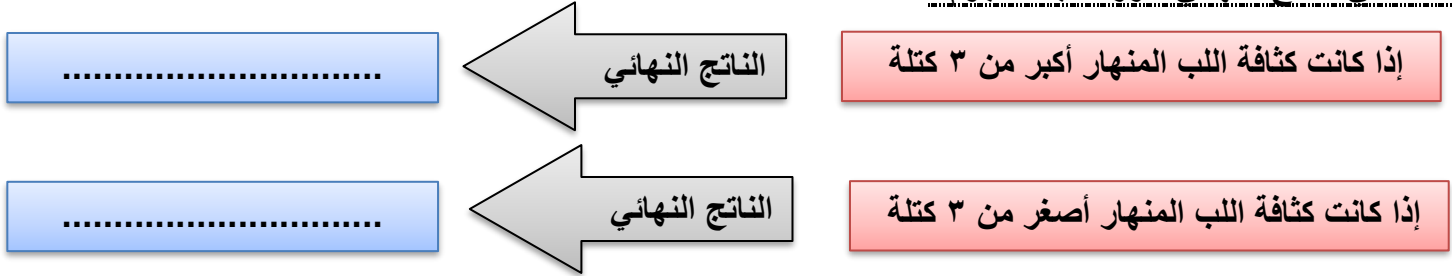 إذا كانت كثافة اللب المنهار أكبر من ٣ كتلة
الناتج النهائي
...............................
إذا كانت كثافة اللب المنهار أصغر من ٣ كتلة
الناتج النهائي
...............................